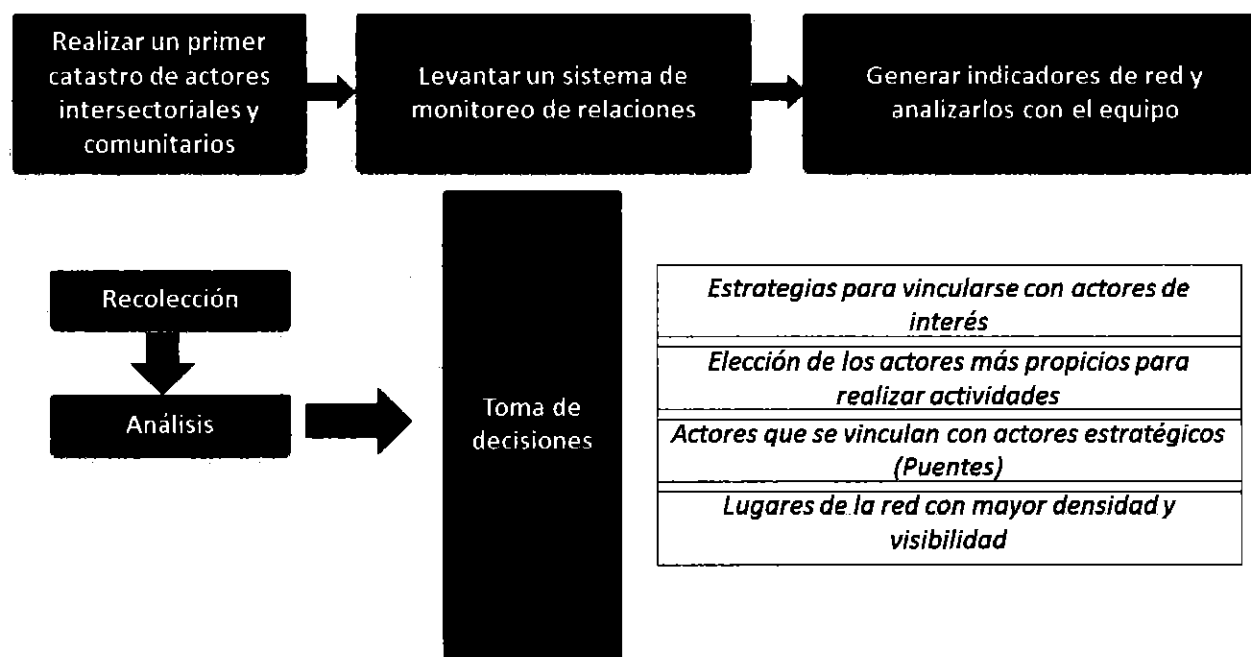 Realizar un primer
catastro de actores
intersectoriales y
comunitarios
Levantar un sistema de
monitoreo de relaciones
Generar indicadores de red y
analizarlos con el equipo
Recolección
Análisis
Toma de
decisiones
Estrategias para vincularse con actores de
interés
Elección de los actores más propicios para
realizar actividades
Actores que se vinculan con actores estratégicos
(Puentes)
Lugares de la red con mayor densidad y
visibilidad